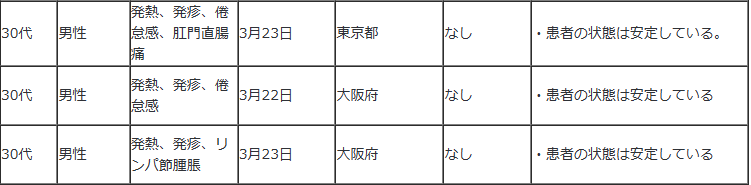 30代 男性 発熱、発疹、倦怠感、肛門直腸痛 3月23日 東京都 なし ・患者の状態は安定している。
30代 男性 発熱、発疹、倦怠感 3月22日 大阪府 なし ・患者の状態は安定している
30代 男性 発熱、発疹、リンパ節腫脹 3月23日 大阪府 なし ・患者の状態は安定している